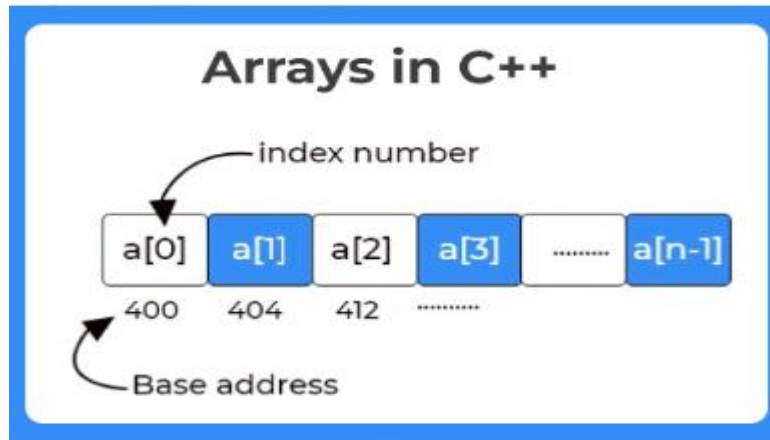 Arrays in C++
index number
a[0] a[1] a[2] a[3] ......... a[n-1]
400 404 412 ..........
Base address